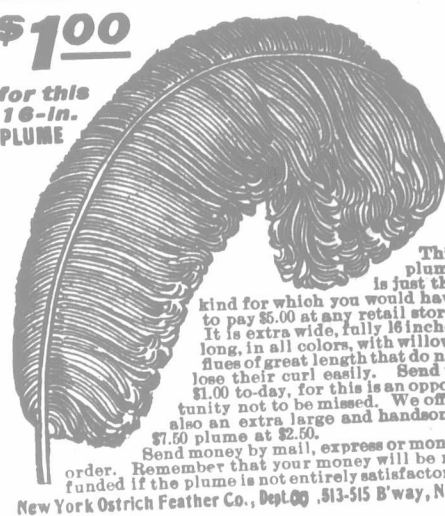 $1.00
for this
16-in.
PLUME
plum
is just th
kind for which you would hav
to pay $5.00 at any retail stor
It is extra wide, fully 16 inch
long, in all colors, with willow
flues of great length that do n
lose their curl easily. Send
$1.00 to-day, for this is an oppo
tunity not to be missed. We off
also an extra large and handsom
$7.50 plume at $2.50.
Send money by mail, express or mon
order. Remember that your money will be r
funded if the plume is not entirely satisfactor
New York Ostrich Feather Co., Dept. ,513-515 B'way, N